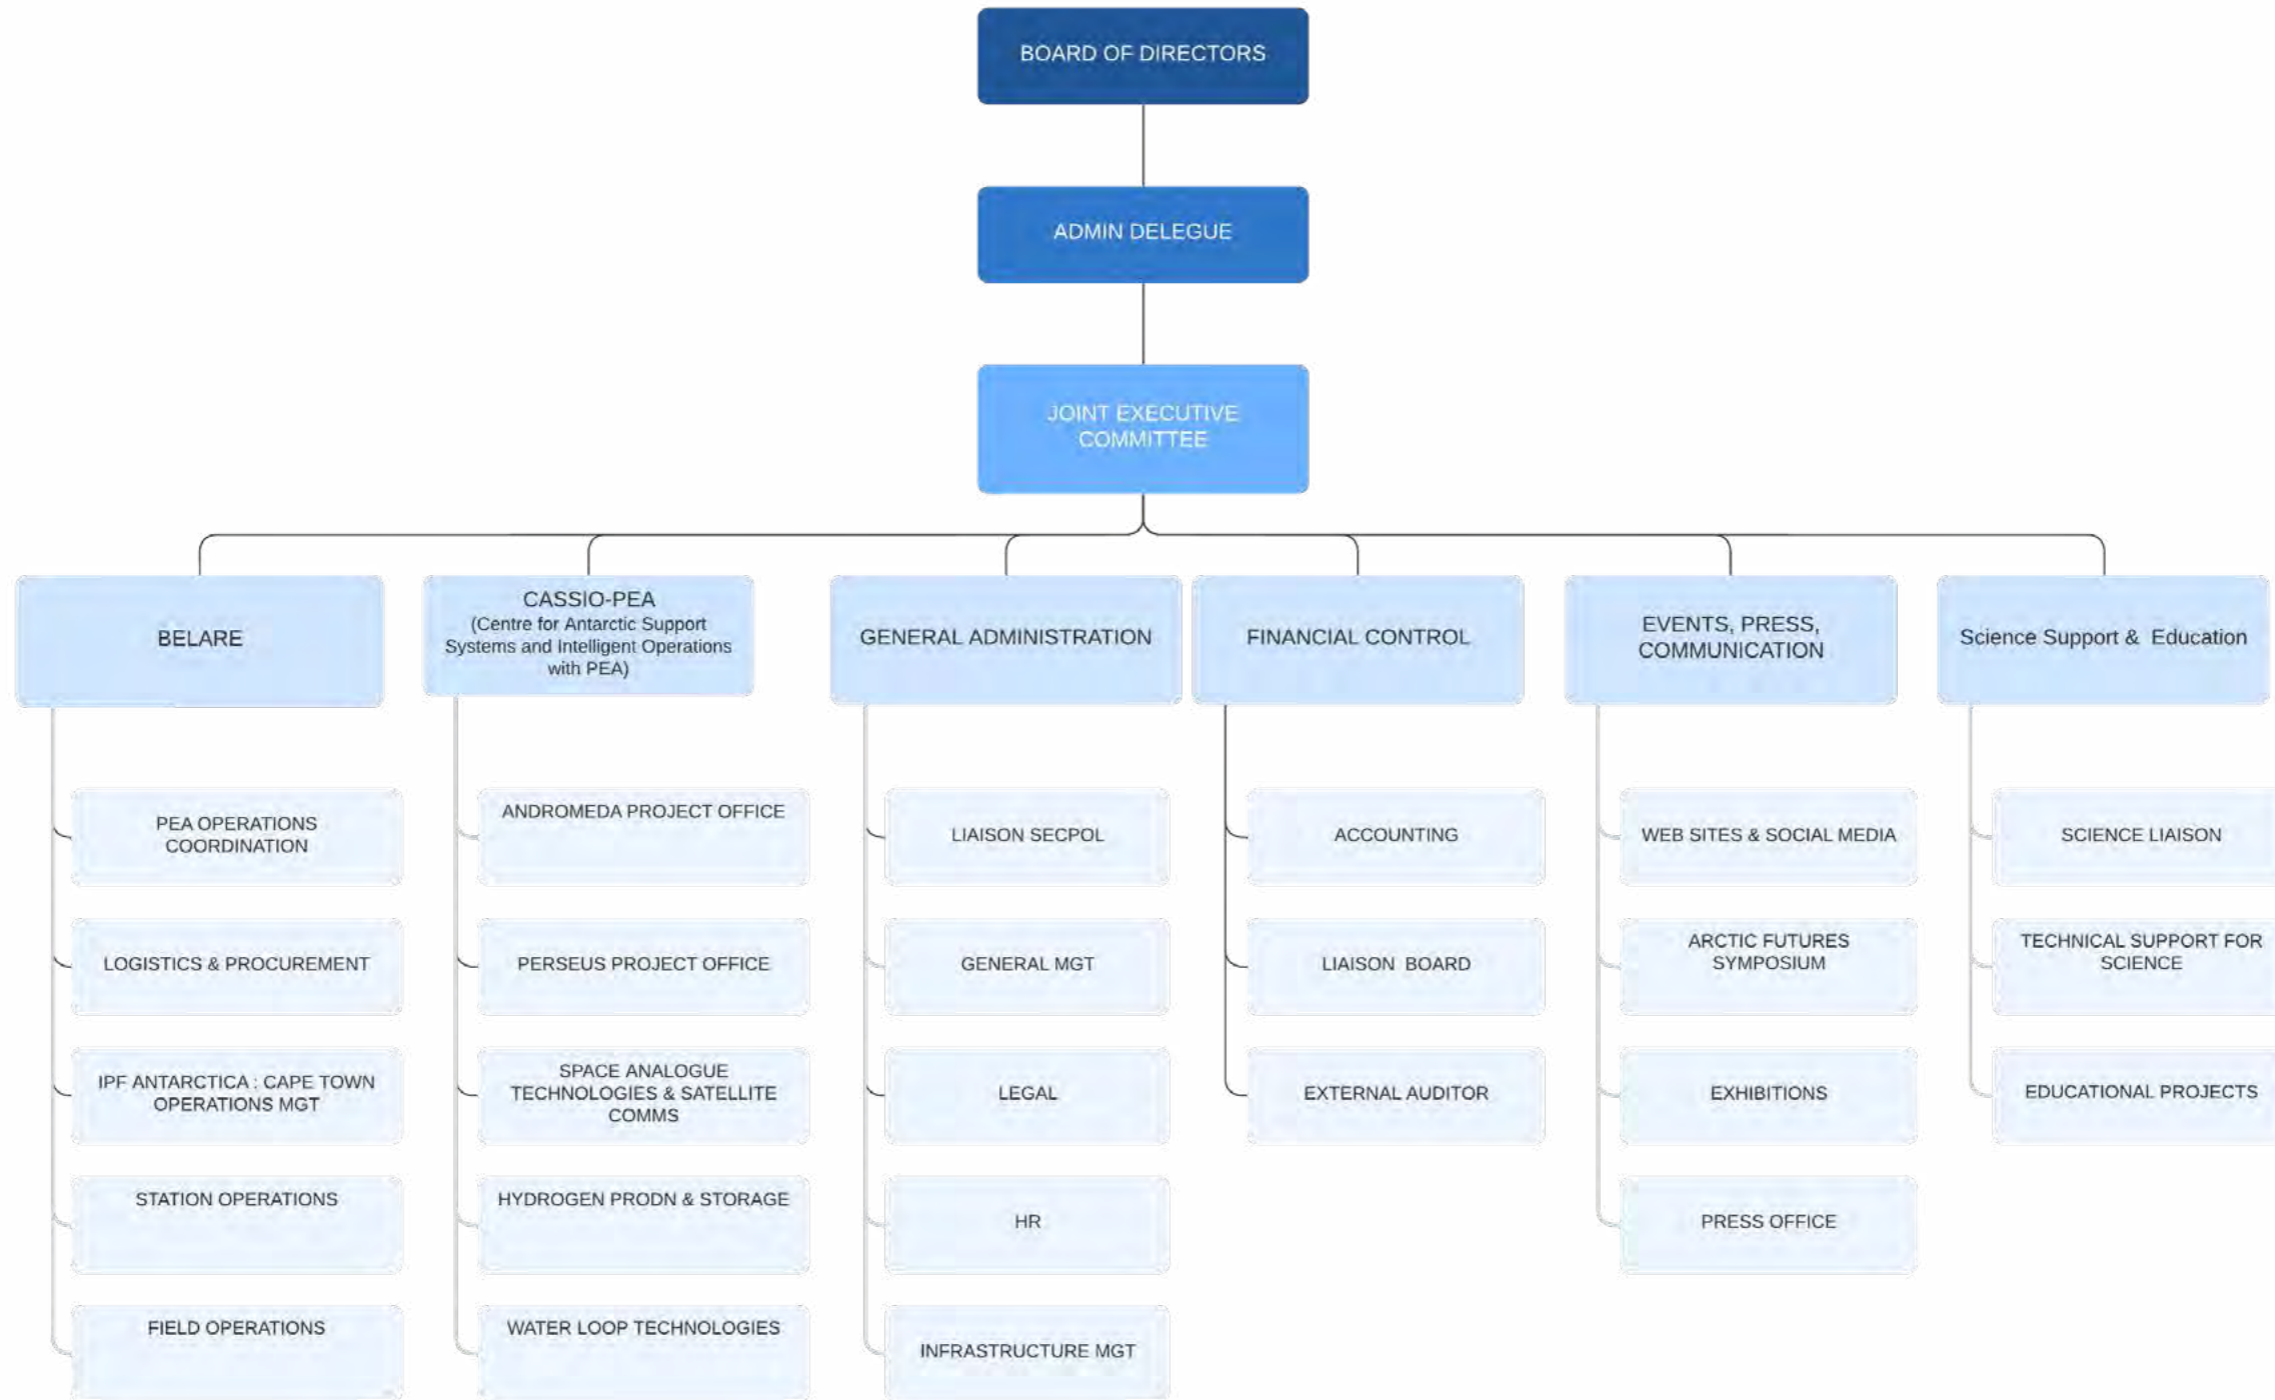 BOARD OF DIRECTORS
ADMIN DELEGUE
JOINT EXECUTIVE
COMMITTEE
BELARE
CASSIO-PEA
(Centre for Antarctic Support
Systems and Intelligent Operations
with PEA)
GENERAL ADMINISTRATION
FINANCIAL CONTROL
EVENTS, PRESS,
COMMUNICATION
Science Support & Education
PEA OPERATIONS
COORDINATION
LOGISTICS & PROCUREMENT
IPF ANTARCTICA : CAPE TOWN
OPERATIONS MGT
STATION OPERATIONS
FIELD OPERATIONS
ANDROMEDA PROJECT OFFICE
PERSEUS PROJECT OFFICE
SPACE ANALOGUE
TECHNOLOGIES & SATELLITE
COMMS
HYDROGEN PRODN & STORAGE
WATER LOOP TECHNOLOGIES
LIAISON SECPOL
GENERAL MGT
LEGAL
HR
INFRASTRUCTURE MGT
ACCOUNTING
LIAISON BOARD
EXTERNAL AUDITOR
WEB SITES & SOCIAL MEDIA
ARCTIC FUTURES
SYMPOSIUM
EXHIBITIONS
PRESS OFFICE
SCIENCE LIAISON
TECHNICAL SUPPORT FOR
SCIENCE
EDUCATIONAL PROJECTS